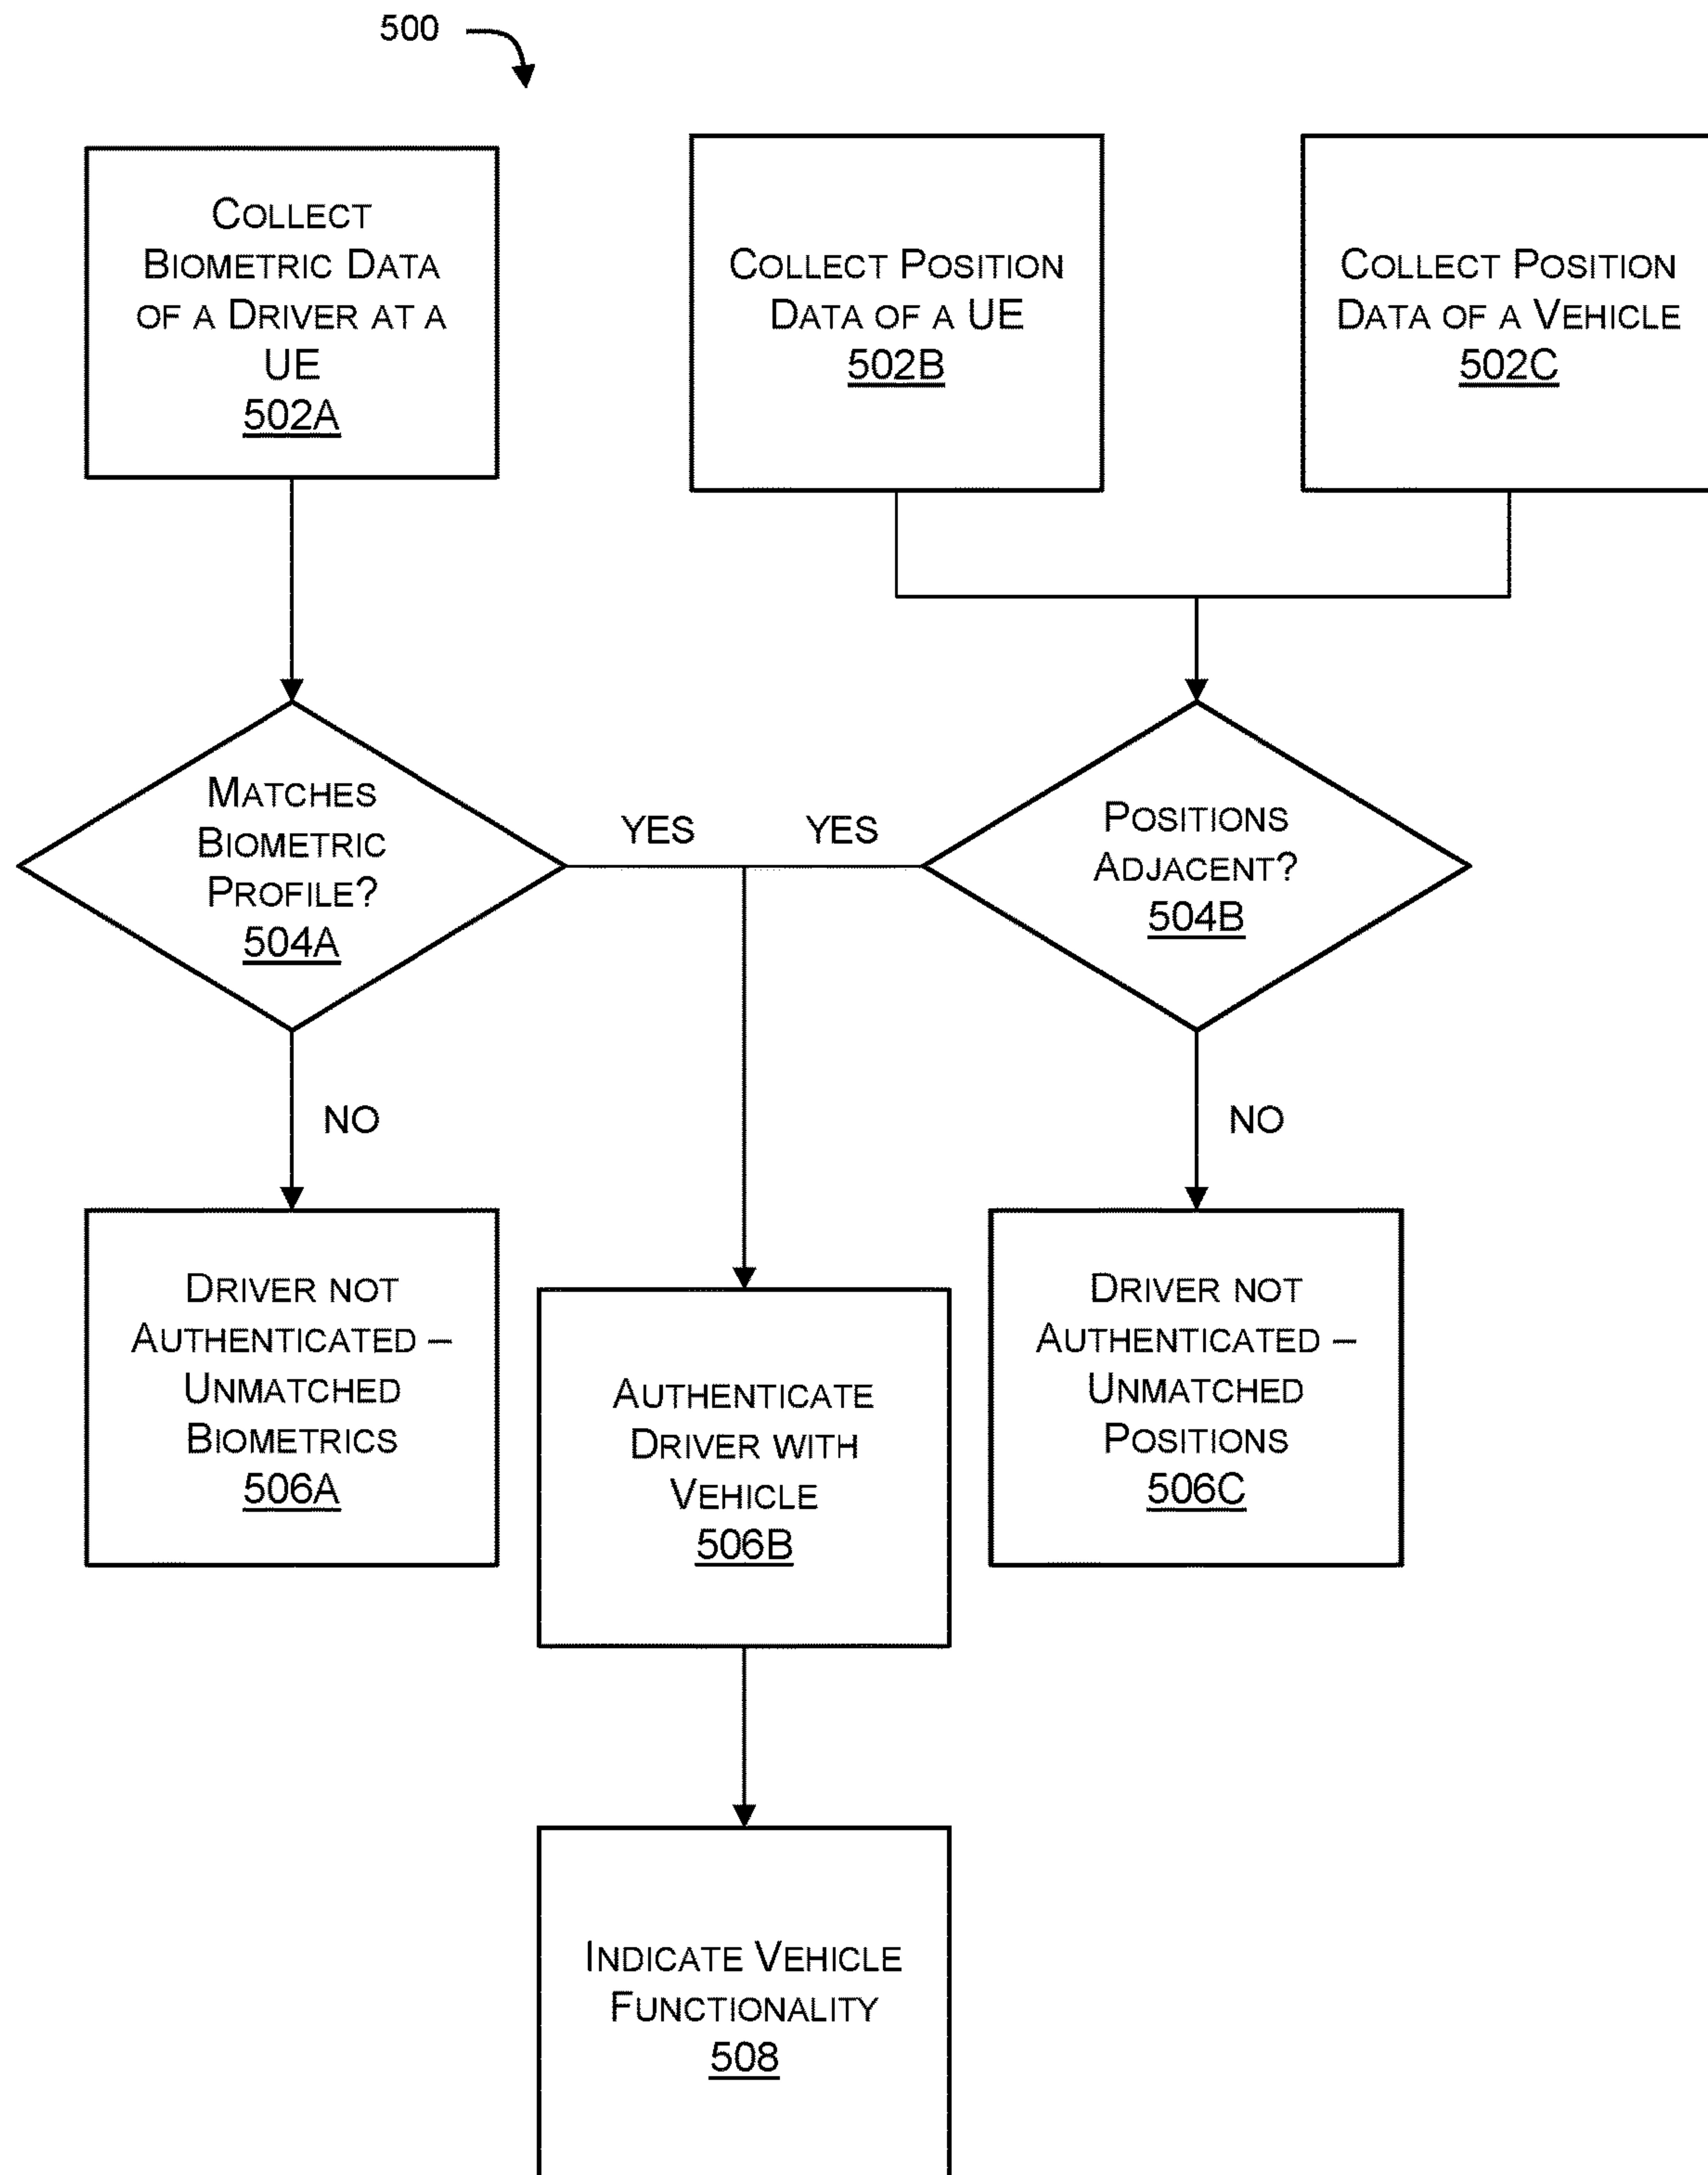 500
COLLECT
BIOMETRIC DATA
OF A DRIVER AT A
UE
502A
COLLECT POSITION
DATA OF A UE
502B
COLLECT POSITION
DATA OF A VEHICLE
502C
MATCHES
BIOMETRIC
PROFILE?
504A
YES
YES
POSITIONS
ADJACENT?
504B
NO
NO
DRIVER NOT
AUTHENTICATED –
UNMATCHED
BIOMETRICS
506A
AUTHENTICATE
DRIVER WITH
VEHICLE
506B
DRIVER NOT
AUTHENTICATED –
UNMATCHED
POSITIONS
506C
INDICATE VEHICLE
FUNCTIONALITY
508